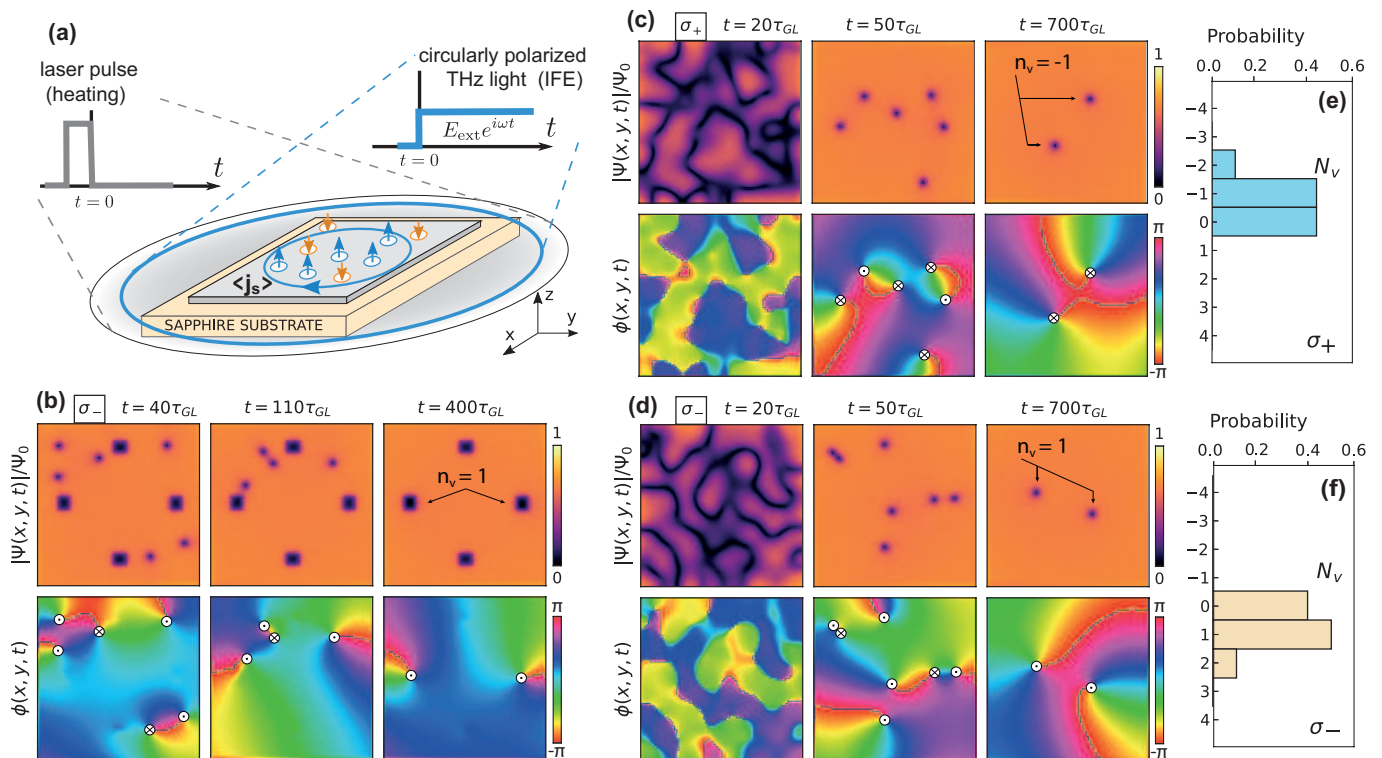 (a)
laser pulse
(heating)
t
t = 0
circularly polarized
THz light (IFE)
E_ext e^{iωt}
t
t = 0
<j_s>
SAPPHIRE SUBSTRATE
z
y
x
(b)
σ−
t = 40τ_GL
t = 110τ_GL
t = 400τ_GL
|Ψ(x, y, t)|/Ψ_0
n_v = 1
1
0
ϕ(x, y, t)
π
-π
(c)
σ+
t = 20τ_GL
t = 50τ_GL
t = 700τ_GL
|Ψ(x, y, t)|/Ψ_0
n_v = -1
1
0
ϕ(x, y, t)
π
-π
Probability
0.0 0.2 0.4 0.6
(e)
−4
−3
−2
−1
0
1
2
3
4
N_v
σ+
(d)
σ−
t = 20τ_GL
t = 50τ_GL
t = 700τ_GL
|Ψ(x, y, t)|/Ψ_0
n_v = 1
1
0
ϕ(x, y, t)
π
-π
Probability
0.0 0.2 0.4 0.6
(f)
−4
−3
−2
−1
0
1
2
3
4
N_v
σ−